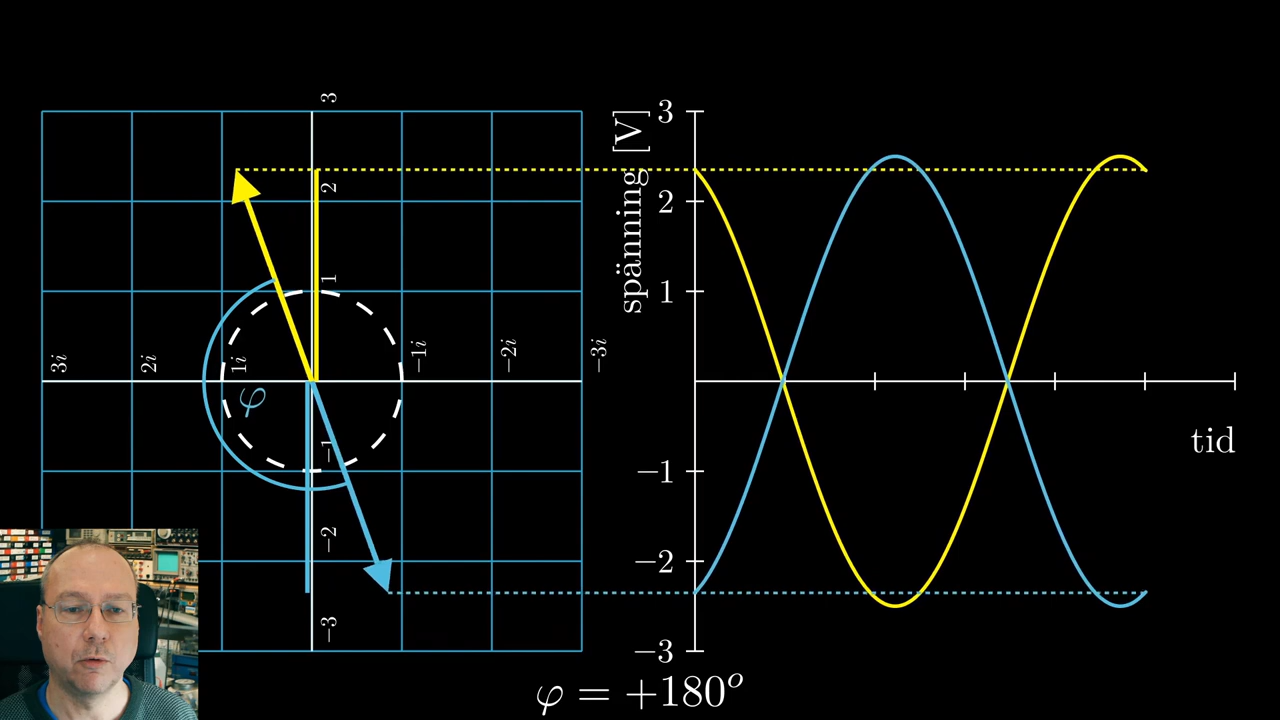 3
2
1
3i
2i
1i
−1i
−2i
−3i
φ
−1
−2
−3
spänning [V]
3
2
1
−1
−2
−3
tid
φ = +180°